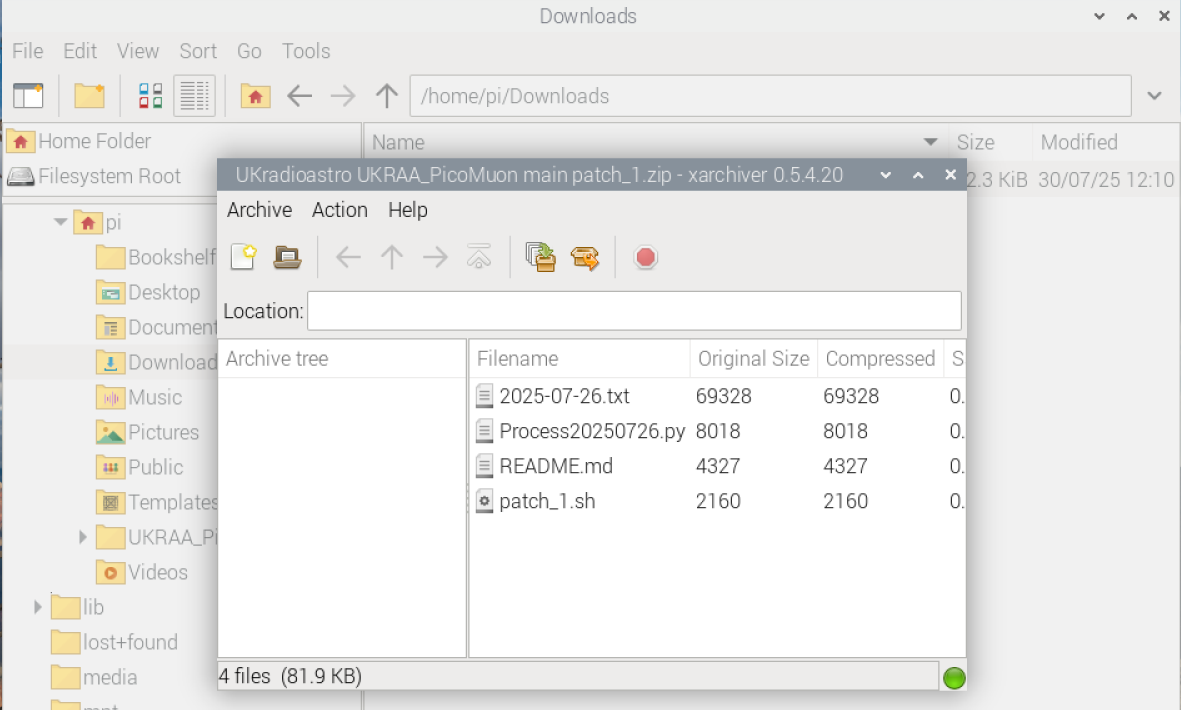 Downloads
File Edit View Sort Go Tools
/home/pi/Downloads
Home Folder
Filesystem Root
Name Size Modified
2.3 KiB 30/07/25 12:10
pi
Bookshelf
Desktop
Document
Download
Music
Pictures
Public
Templates
UKRAA_Pi
Videos
lib
lost+found
media
UKradioastro UKRAA_PicoMuon main patch_1.zip - xarchiver 0.5.4.20
Archive Action Help
Location:
Archive tree
Filename Original Size Compressed S
2025-07-26.txt 69328 69328 0.
Process20250726.py 8018 8018 0.
README.md 4327 4327 0.
patch_1.sh 2160 2160 0.
4 files (81.9 KB)